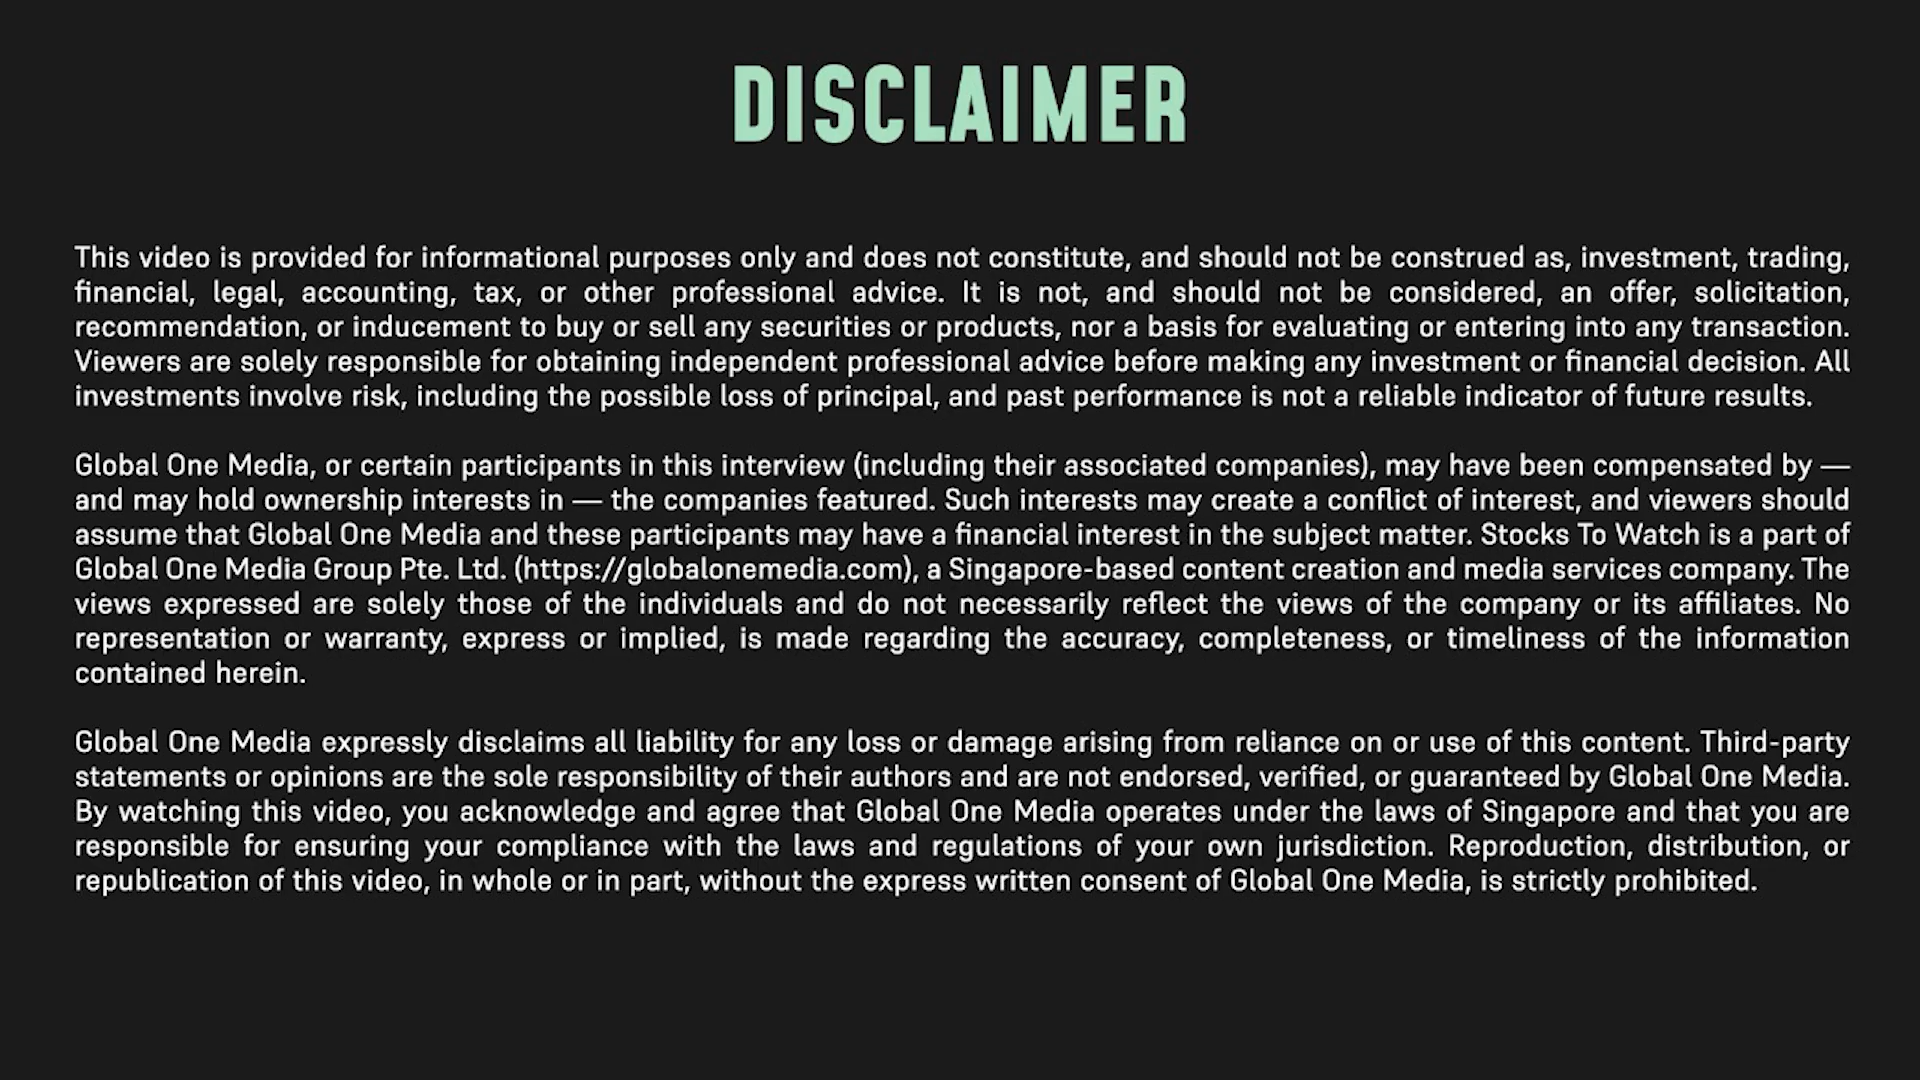 DISCLAIMER
This video is provided for informational purposes only and does not constitute, and should not be construed as, investment, trading,
financial, legal, accounting, tax, or other professional advice. It is not, and should not be considered, an offer, solicitation,
recommendation, or inducement to buy or sell any securities or products, nor a basis for evaluating or entering into any transaction.
Viewers are solely responsible for obtaining independent professional advice before making any investment or financial decision. All
investments involve risk, including the possible loss of principal, and past performance is not a reliable indicator of future results.
Global One Media, or certain participants in this interview (including their associated companies), may have been compensated by —
and may hold ownership interests in — the companies featured. Such interests may create a conflict of interest, and viewers should
assume that Global One Media and these participants may have a financial interest in the subject matter. Stocks To Watch is a part of
Global One Media Group Pte. Ltd. (https://globalonemedia.com), a Singapore-based content creation and media services company. The
views expressed are solely those of the individuals and do not necessarily reflect the views of the company or its affiliates. No
representation or warranty, express or implied, is made regarding the accuracy, completeness, or timeliness of the information
contained herein.
Global One Media expressly disclaims all liability for any loss or damage arising from reliance on or use of this content. Third-party
statements or opinions are the sole responsibility of their authors and are not endorsed, verified, or guaranteed by Global One Media.
By watching this video, you acknowledge and agree that Global One Media operates under the laws of Singapore and that you are
responsible for ensuring your compliance with the laws and regulations of your own jurisdiction. Reproduction, distribution, or
republication of this video, in whole or in part, without the express written consent of Global One Media, is strictly prohibited.